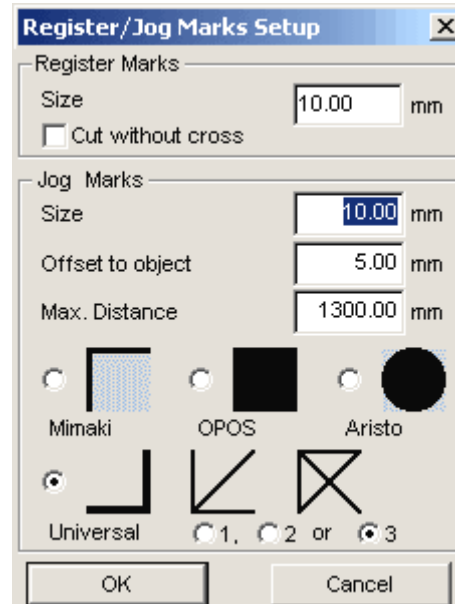 Register/Jog Marks Setup
Register Marks
Size 10.00 mm
Cut without cross
Jog Marks
Size 10.00 mm
Offset to object 5.00 mm
Max. Distance 1300.00 mm
Mimaki OPOS Aristo
Universal 1, 2 or 3
OK Cancel